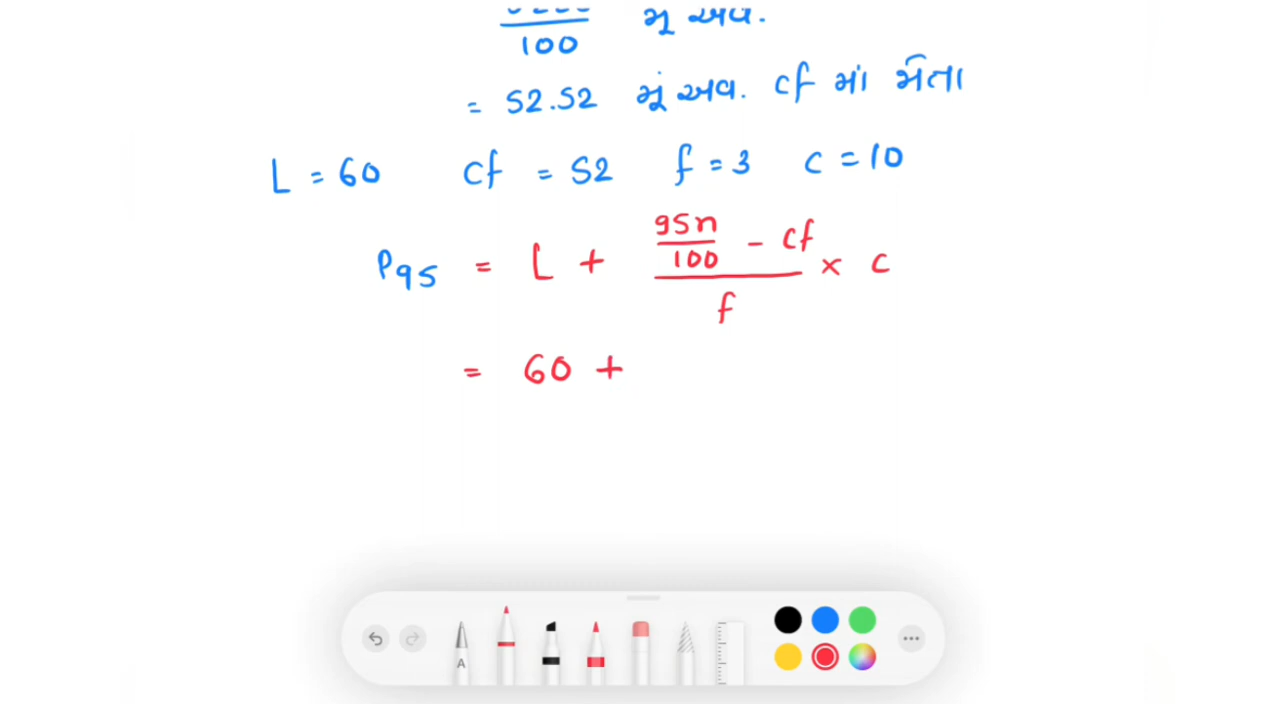 100 મૂ અવ.
= 52.52 મું અવ. cf માં જોતા
L = 60 cf = 52 f = 3 c = 10
P95 = L + (95n/100 - cf)/f × c
= 60 +
A